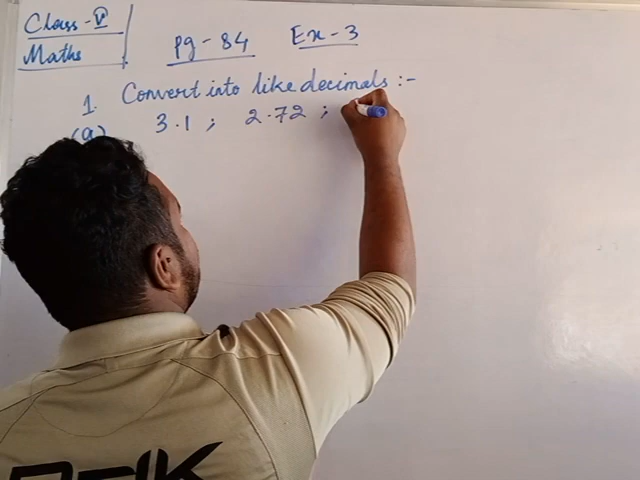 Class - V
Maths
Pg - 84 Ex - 3
1. Convert into like decimals :-
(a) 3.1 ; 2.72 ;